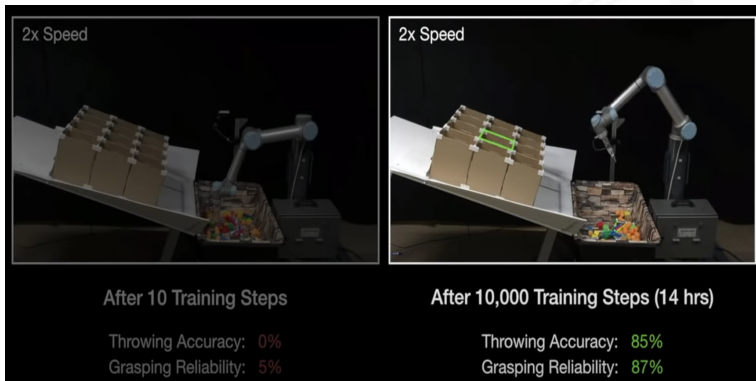 2x Speed
2x Speed
After 10 Training Steps
After 10,000 Training Steps (14 hrs)
Throwing Accuracy: 0%
Throwing Accuracy: 85%
Grasping Reliability: 5%
Grasping Reliability: 87%